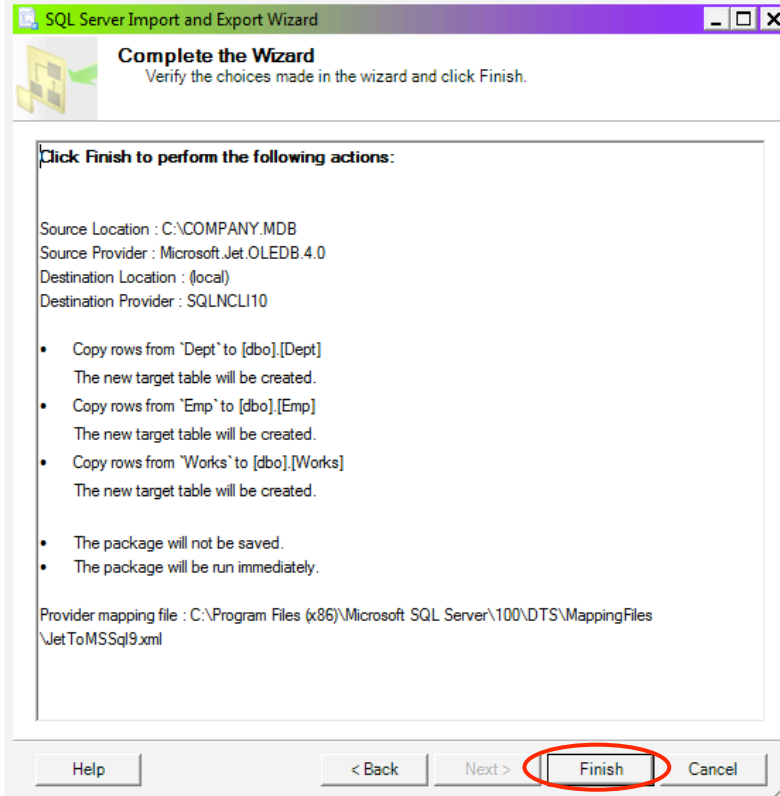 SQL Server Import and Export Wizard
Complete the Wizard
Verify the choices made in the wizard and click Finish.
Click Finish to perform the following actions:
Source Location : C:\COMPANY.MDB
Source Provider : Microsoft.Jet.OLEDB.4.0
Destination Location : (local)
Destination Provider : SQLNCLI10
• Copy rows from `Dept` to [dbo].[Dept]
The new target table will be created.
• Copy rows from `Emp` to [dbo].[Emp]
The new target table will be created.
• Copy rows from `Works` to [dbo].[Works]
The new target table will be created.
• The package will not be saved.
• The package will be run immediately.
Provider mapping file : C:\Program Files (x86)\Microsoft SQL Server\100\DTS\MappingFiles
\JetToMSSql9.xml
Help < Back Next > Finish Cancel